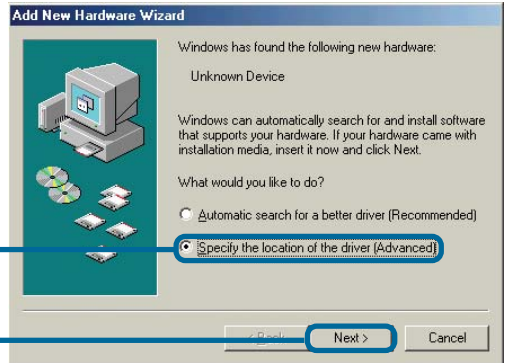 Add New Hardware Wizard
Windows has found the following new hardware:
Unknown Device
Windows can automatically search for and install software
that supports your hardware. If your hardware came with
installation media, insert it now and click Next.
What would you like to do?
Automatic search for a better driver (Recommended)
Specify the location of the driver (Advanced)
< Back Next > Cancel